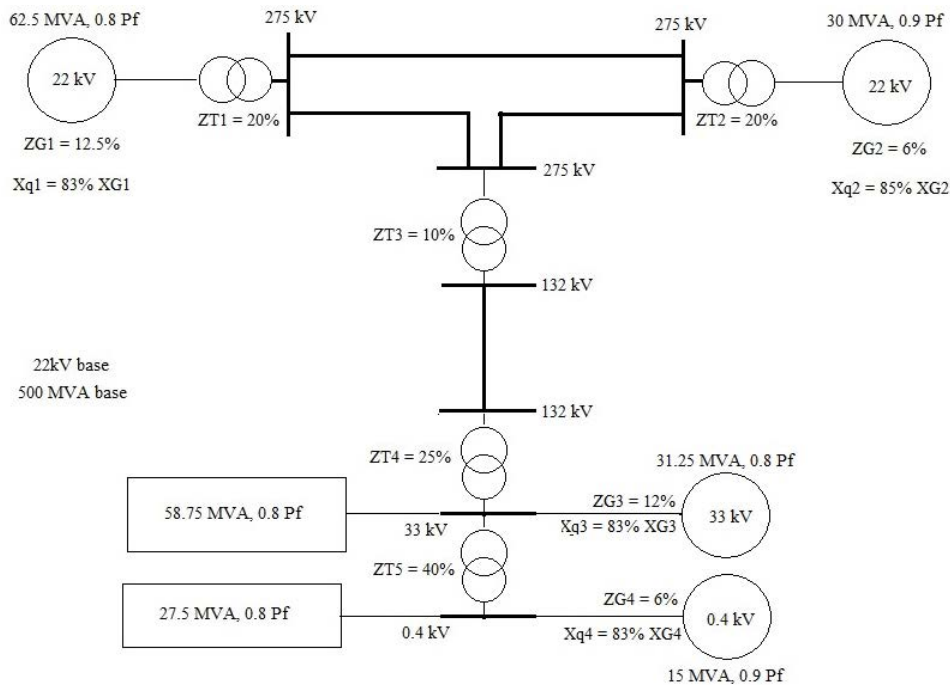 62.5 MVA, 0.8 Pf
275 kV
275 kV
30 MVA, 0.9 Pf
22 kV
22 kV
ZT1 = 20%
ZT2 = 20%
ZG1 = 12.5%
ZG2 = 6%
Xq1 = 83% XG1
275 kV
Xq2 = 85% XG2
ZT3 = 10%
132 kV
22kV base
500 MVA base
132 kV
ZT4 = 25%
31.25 MVA, 0.8 Pf
58.75 MVA, 0.8 Pf
ZG3 = 12%
33 kV
33 kV
Xq3 = 83% XG3
ZT5 = 40%
27.5 MVA, 0.8 Pf
ZG4 = 6%
0.4 kV
0.4 kV
Xq4 = 83% XG4
15 MVA, 0.9 Pf